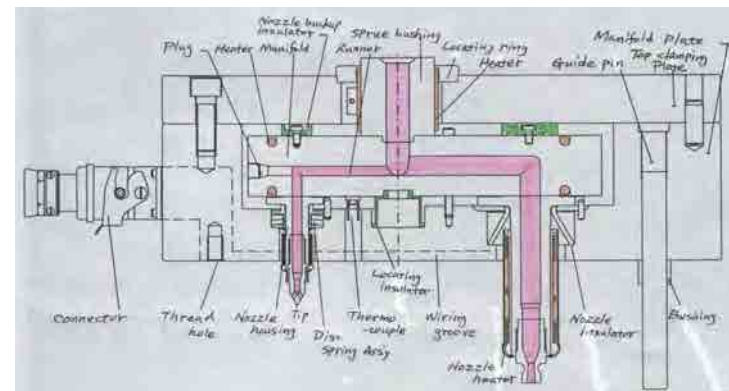 Nozzle backup
insulator
Plug
Heater
Manifold
Sprue bushing
Runner
Locating ring
Heater
Manifold Plate
Top clamping
Plage
Guide pin
Connector
Thread
hole
Nozzle
housing
Tip
Disc
Spring Assy
Thermo
couple
Locating
insulator
Wiring
groove
Nozzle
heater
Nozzle
insulator
Bushing